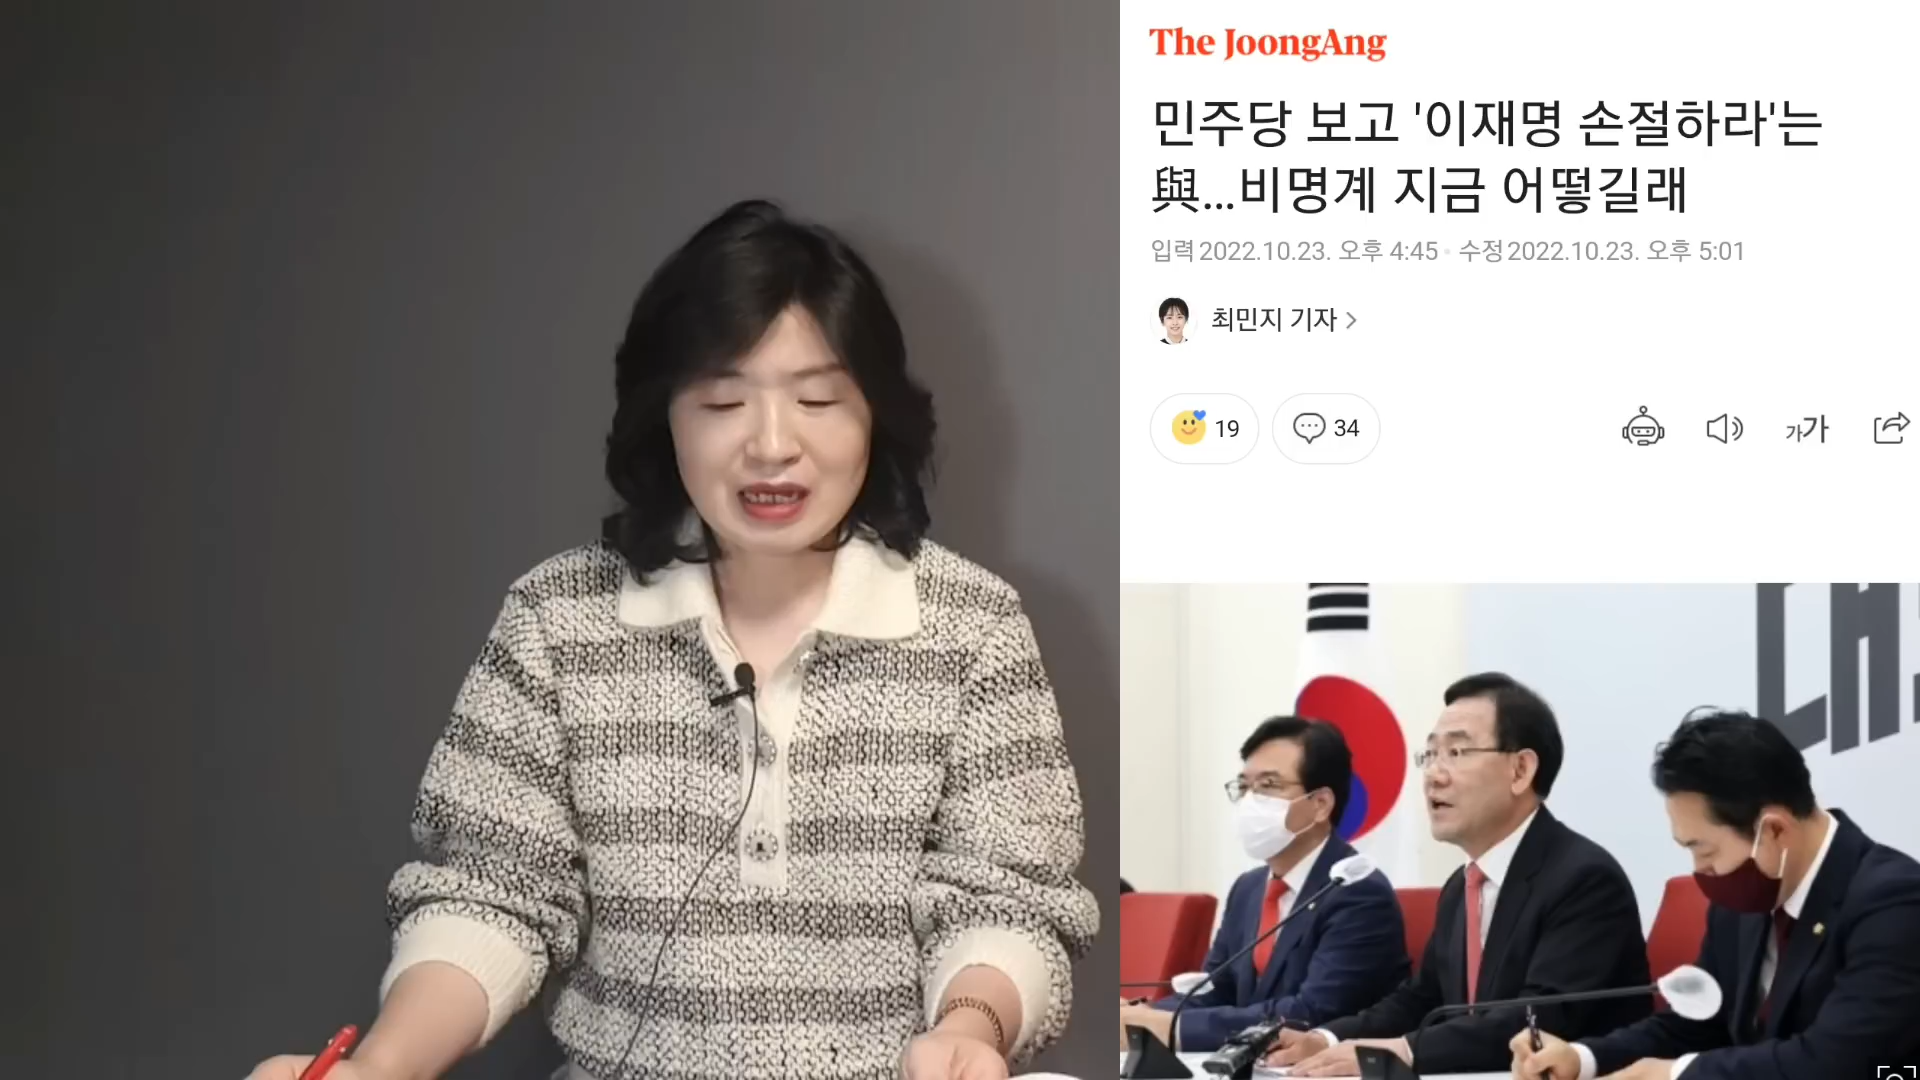 The JoongAng
민주당 보고 '이재명 손절하라'는
與...비명계 지금 어떻길래
입력 2022.10.23. 오후 4:45 · 수정 2022.10.23. 오후 5:01
최민지 기자 >
19
34
가가